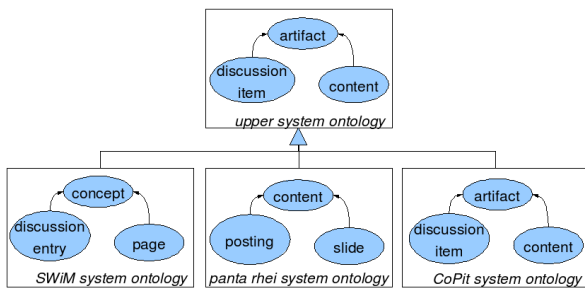 artifact
discussion
item
content
upper system ontology
concept
discussion
entry
page
SWiM system ontology
content
posting
slide
panta rhei system ontology
artifact
discussion
item
content
CoPit system ontology